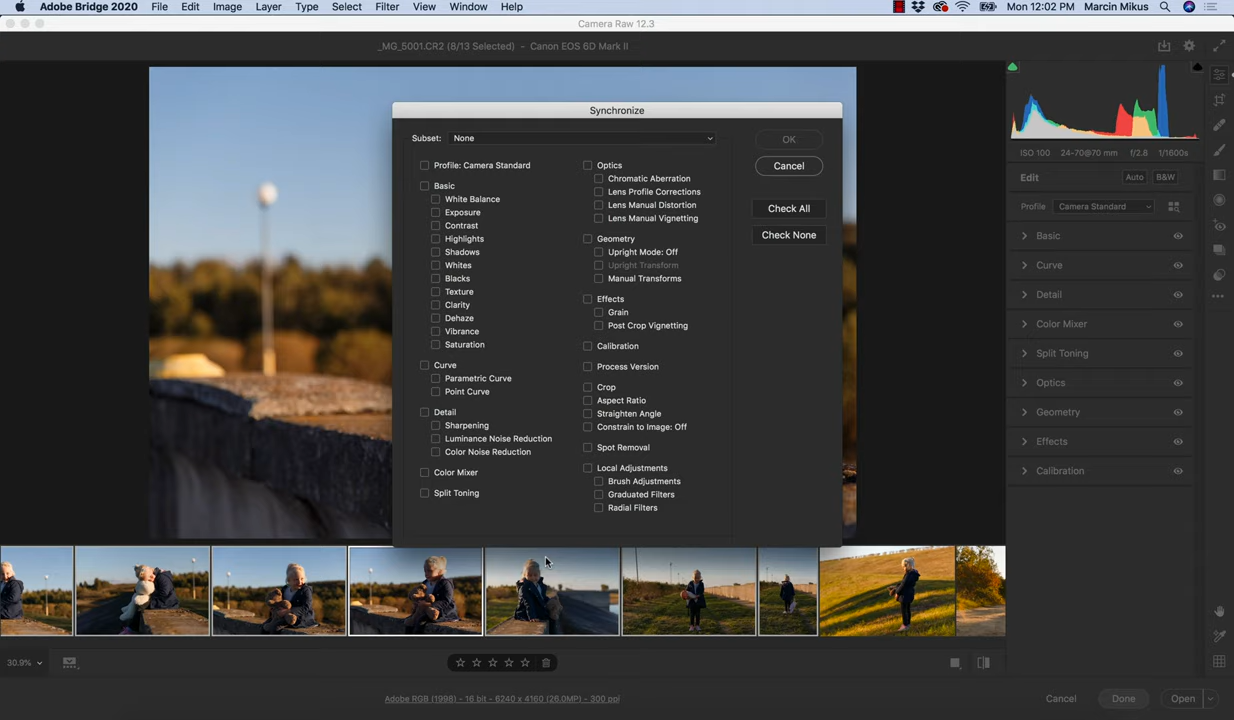 Adobe Bridge 2020 File Edit Image Layer Type Select Filter View Window Help Mon 12:02 PM Marcin Mikus
Camera Raw 12.3
_MG_5001.CR2 (8/13 Selected) - Canon EOS 6D Mark II
Synchronize
Subset: None
OK
Cancel
Check All
Check None
Profile: Camera Standard
Basic
White Balance
Exposure
Contrast
Highlights
Shadows
Whites
Blacks
Texture
Clarity
Dehaze
Vibrance
Saturation
Curve
Parametric Curve
Point Curve
Detail
Sharpening
Luminance Noise Reduction
Color Noise Reduction
Color Mixer
Split Toning
Optics
Chromatic Aberration
Lens Profile Corrections
Lens Manual Distortion
Lens Manual Vignetting
Geometry
Upright Mode: Off
Upright Transform
Manual Transforms
Effects
Grain
Post Crop Vignetting
Calibration
Process Version
Crop
Aspect Ratio
Straighten Angle
Constrain to Image: Off
Spot Removal
Local Adjustments
Brush Adjustments
Graduated Filters
Radial Filters
ISO 100 24-70@70 mm f/2.8 1/1600s
Edit Auto B&W
Profile Camera Standard
Basic
Curve
Detail
Color Mixer
Split Toning
Optics
Geometry
Effects
Calibration
30.9%
Adobe RGB (1998) - 16 bit - 6240 x 4160 (26.0MP) - 300 ppi
Cancel Done Open